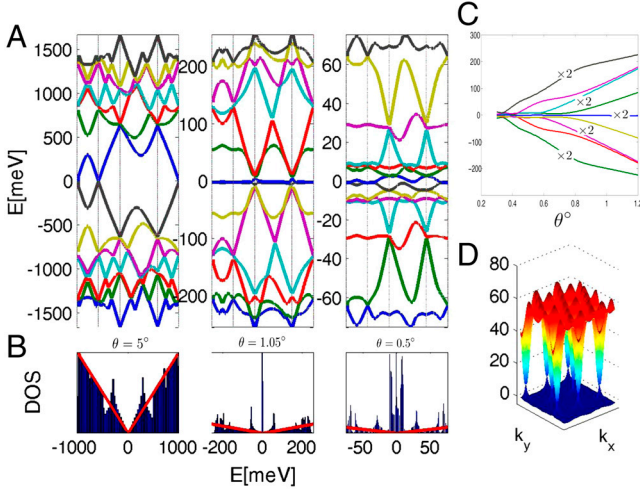 A
E[meV]
1500
1000
500
0
-500
-1000
-1500
200
100
0
100
200
60
40
20
0
-20
-40
-60
B
DOS
θ = 5°
θ = 1.05°
θ = 0.5°
-1000 0 1000
-200 0 200
-50 0 50
E[meV]
C
300
200
100
0
-100
-200
×2
×2
×2
×2
×2
0.2 0.4 0.6 0.8 1 1.2
θ°
D
80
60
40
20
0
k_y
k_x